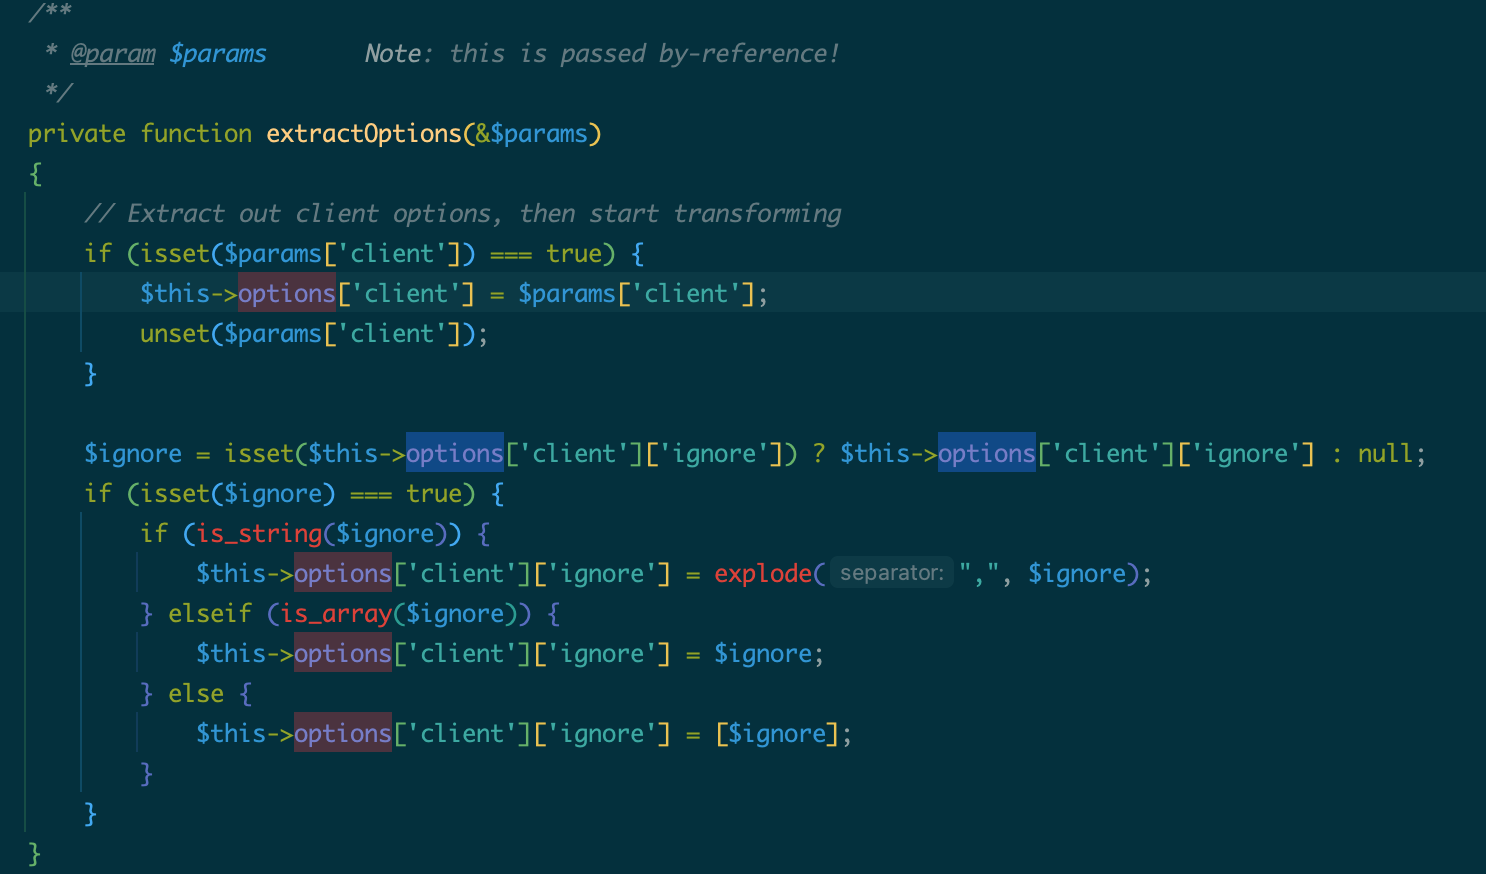 /**
 * @param $params       Note: this is passed by-reference!
 */
private function extractOptions(&$params)
{
    // Extract out client options, then start transforming
    if (isset($params['client']) === true) {
        $this->options['client'] = $params['client'];
        unset($params['client']);
    }

    $ignore = isset($this->options['client']['ignore']) ? $this->options['client']['ignore'] : null;
    if (isset($ignore) === true) {
        if (is_string($ignore)) {
            $this->options['client']['ignore'] = explode( separator: ",", $ignore);
        } elseif (is_array($ignore)) {
            $this->options['client']['ignore'] = $ignore;
        } else {
            $this->options['client']['ignore'] = [$ignore];
        }
    }
}